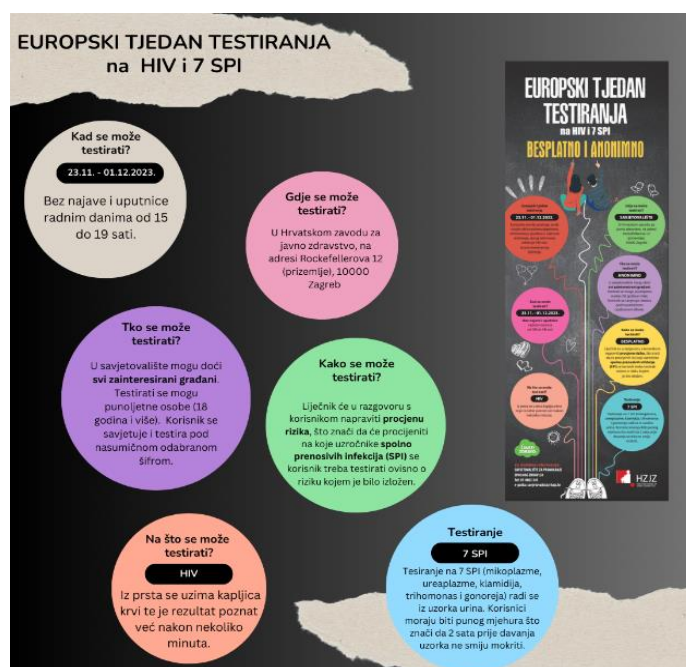 EUROPSKI TJEDAN TESTIRANJA
na HIV i 7 SPI
Kad se može
testirati?
23.11. - 01.12.2023.
Bez najave i uputnice
radnim danima od 15
do 19 sati.
Gdje se može
testirati?
U Hrvatskom zavodu za
javno zdravstvo, na
adresi Rockefellerova 12
(prizemlje), 10000
Zagreb
Tko se može
testirati?
U savjetovalište mogu doći
svi zainteresirani građani.
Testirati se mogu
punoljetne osobe (18
godina i više). Korisnik se
savjetuje i testira pod
nasumičnom odabranom
šifrom.
Kako se može
testirati?
Liječnik će u razgovoru s
korisnikom napraviti procjenu
rizika, što znači da će procijeniti
na koje uzročnike spolno
prenosivih infekcija (SPI) se
korisnik treba testirati ovisno o
riziku kojem je bilo izložen.
Na što se može
testirati?
HIV
Iz prsta se uzima kapljica
krvi te je rezultat poznat
već nakon nekoliko
minuta.
Testiranje
7 SPI
Tesiranje na 7 SPI (mikoplazme,
ureaplazme, klamidija,
trihomonas i gonoreja) radi se
iz uzorka urina. Korisnici
moraju biti punog mjehura što
znači da 2 sata prije davanja
uzorka ne smiju mokriti.
EUROPSKI TJEDAN
TESTIRANJA
na HIV i 7 SPI
BESPLATNO I ANONIMNO
23.11. - 01.12.2023.
SAVJETOVALIŠTE
ANONIMNO
23.11. - 01.12.2023.
BESPLATNO
HIV
Testiranje
7 SPI
HZJZ